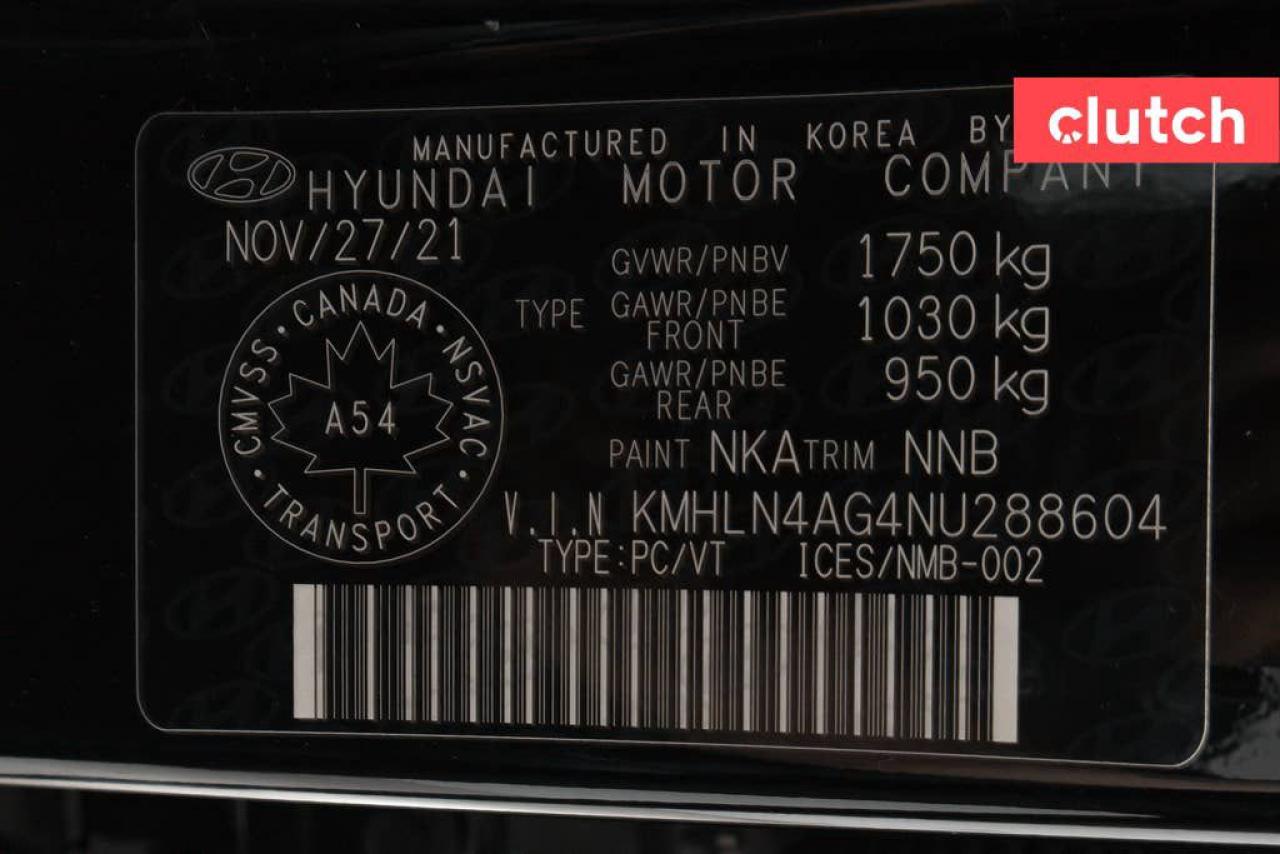 clutch
MANUFACTURED IN KOREA BY
HYUNDAI MOTOR COMPANY
NOV/27/21
GVWR/PNBV 1750 kg
TYPE GAWR/PNBE FRONT 1030 kg
GAWR/PNBE REAR 950 kg
CMVSS • CANADA • NSVAC • TRANSPORT •
A54
PAINT NKA TRIM NNB
V.I.N KMHLN4AG4NU288604
TYPE:PC/VT ICES/NMB-002